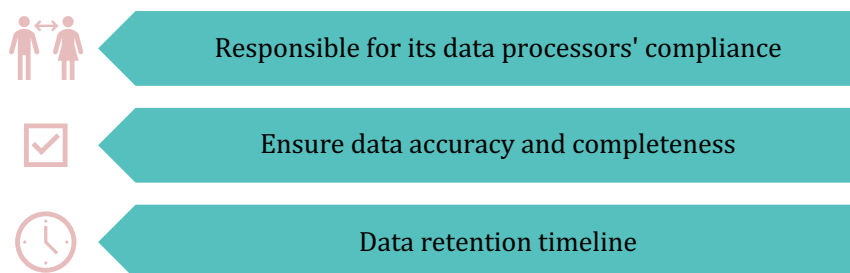 Responsible for its data processors' compliance
Ensure data accuracy and completeness
Data retention timeline